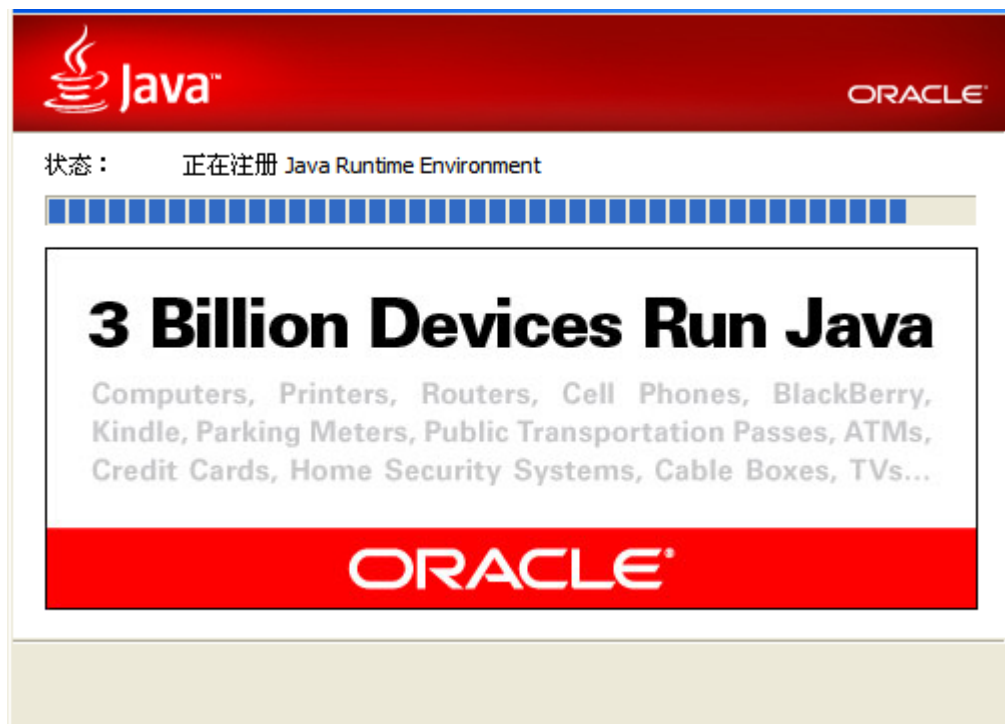 Java™
ORACLE®
状态： 正在注册 Java Runtime Environment
3 Billion Devices Run Java
Computers, Printers, Routers, Cell Phones, BlackBerry,
Kindle, Parking Meters, Public Transportation Passes, ATMs,
Credit Cards, Home Security Systems, Cable Boxes, TVs...
ORACLE®